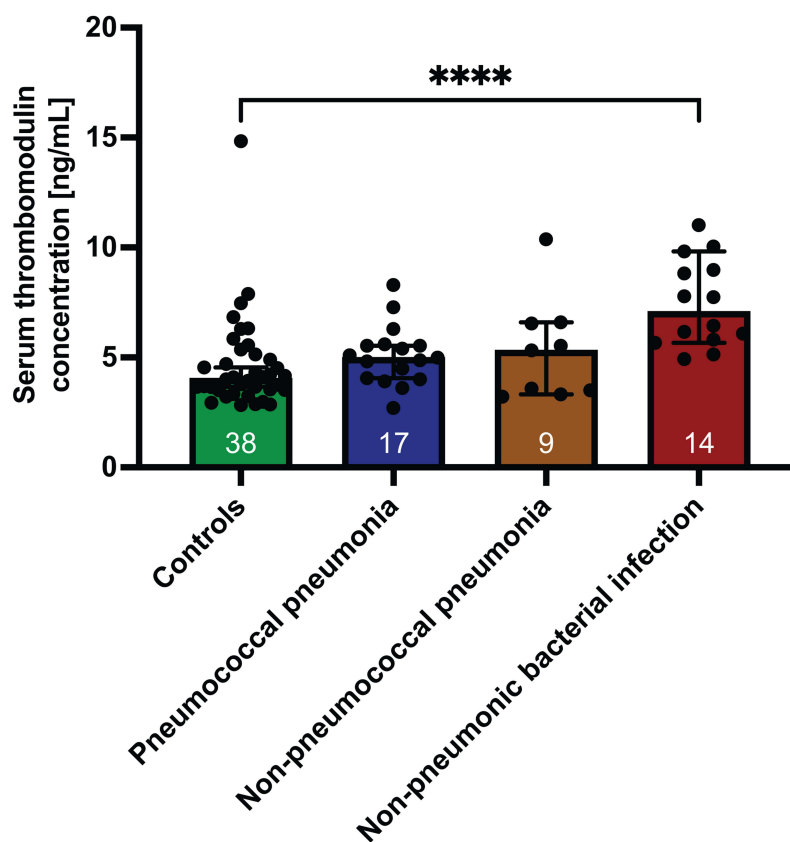 Serum thrombomodulin
concentration [ng/mL]
20
15
10
5
0
****
38
17
9
14
Controls
Pneumococcal pneumonia
Non-pneumococcal pneumonia
Non-pneumonic bacterial infection